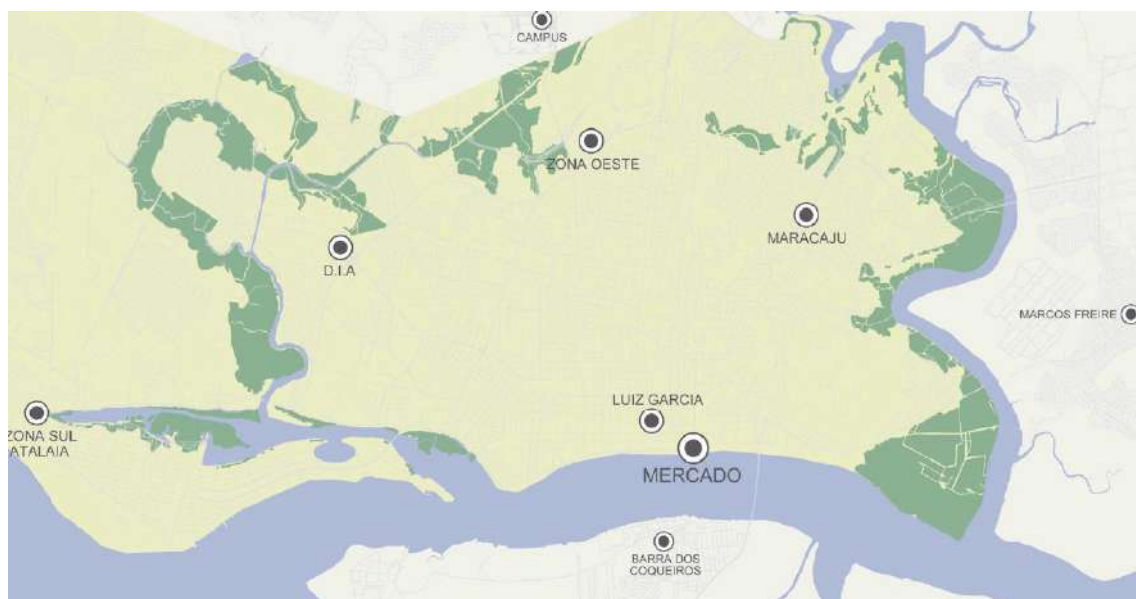 CAMPUS
ZONA OESTE
MARACAJU
D.I.A
MARCOS FREIRE
LUIZ GARCIA
ZONA SUL
ATALAIA
MERCADO
BARRA DOS
COQUEIROS